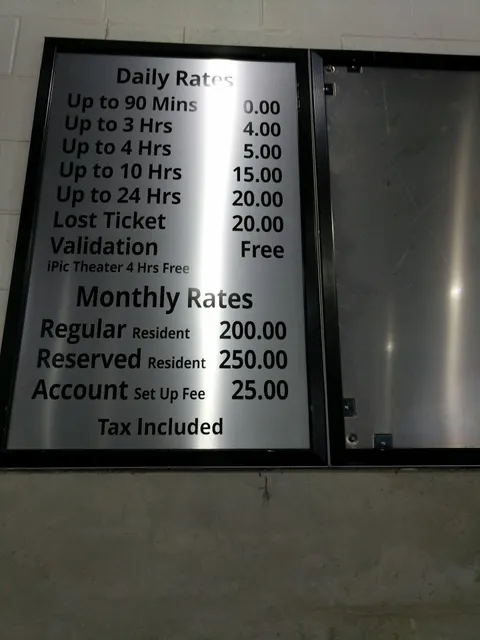 Daily Rates
Up to 90 Mins 0.00
Up to 3 Hrs 4.00
Up to 4 Hrs 5.00
Up to 10 Hrs 15.00
Up to 24 Hrs 20.00
Lost Ticket 20.00
Validation Free
iPic Theater 4 Hrs Free
Monthly Rates
Regular Resident 200.00
Reserved Resident 250.00
Account Set Up Fee 25.00
Tax Included